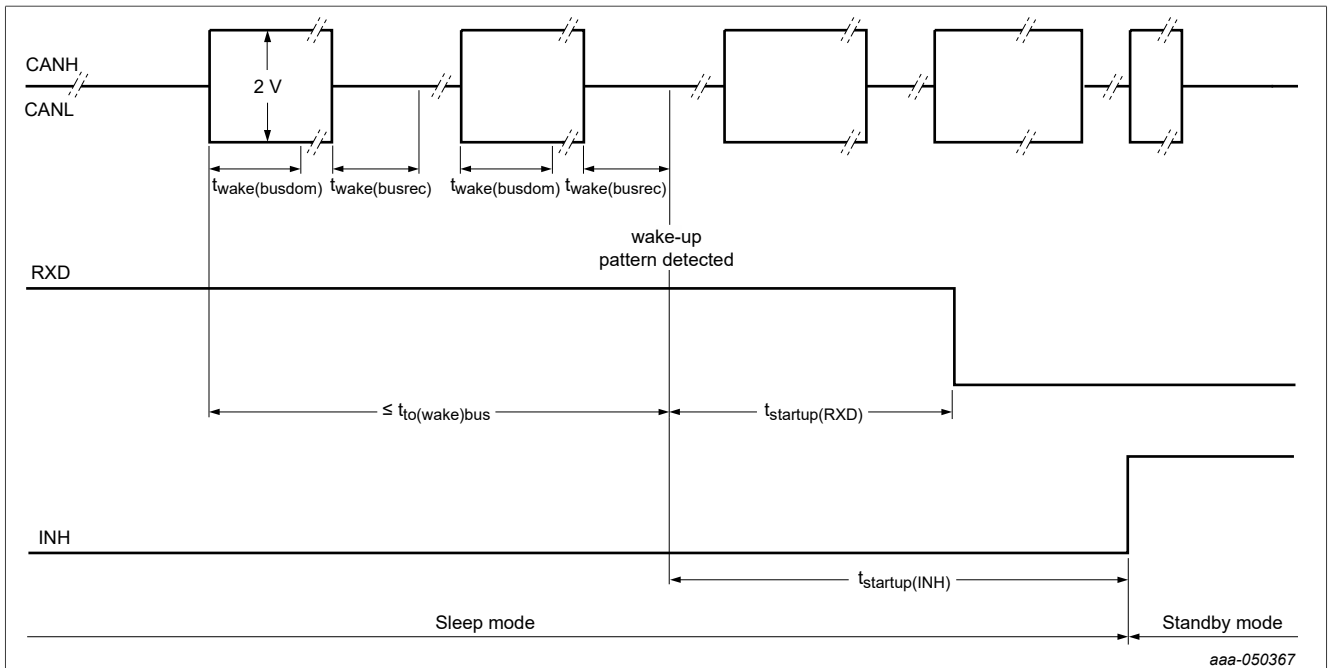 CANH
CANL
2 V
twake(busdom) twake(busrec) twake(busdom) twake(busrec)
wake-up
pattern detected
RXD
≤ tto(wake)bus
tstartup(RXD)
INH
tstartup(INH)
Sleep mode
Standby mode
aaa-050367